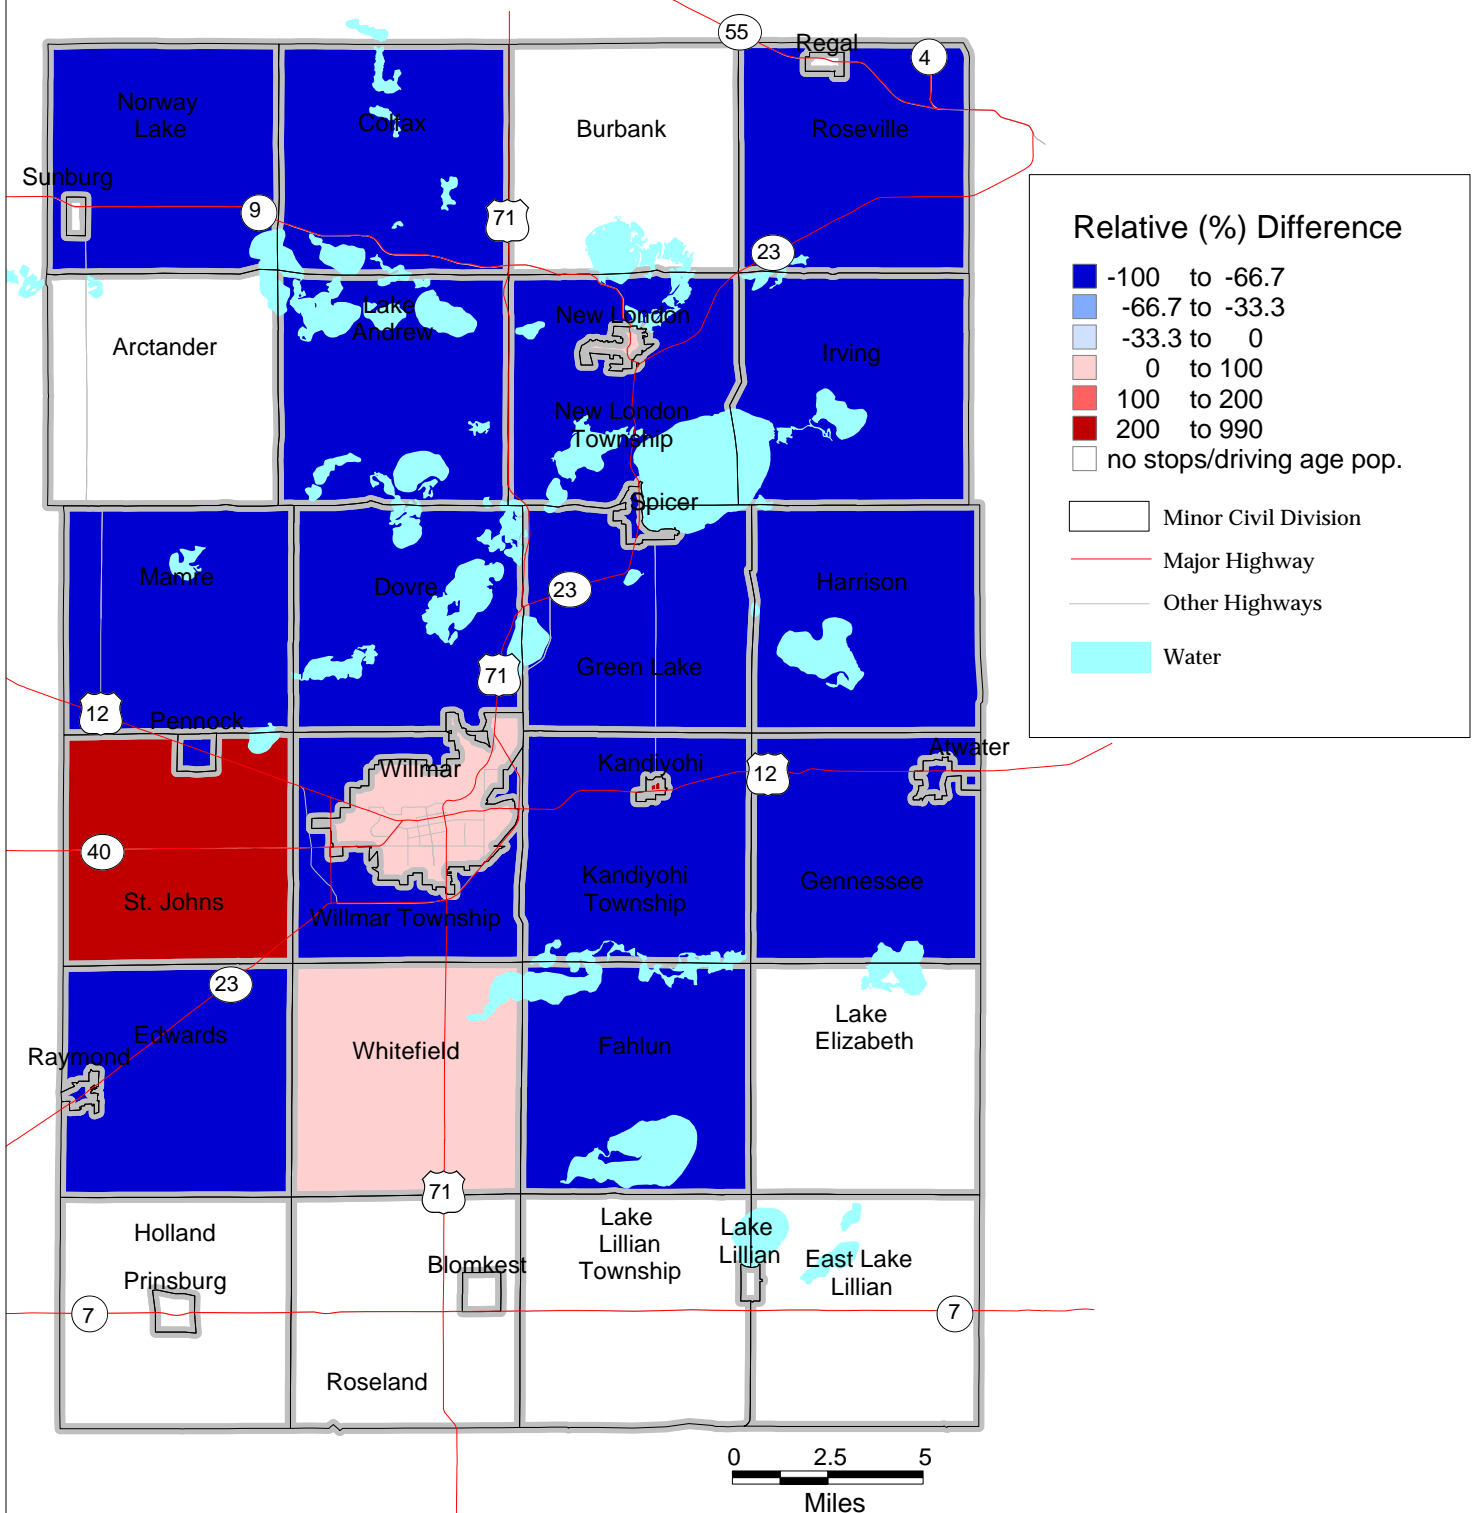 55
Regal
4
Norway
Lake
Colfax
Burbank
Roseville
Sunburg
9
71
23
Relative (%) Difference
-100 to -66.7
-66.7 to -33.3
-33.3 to 0
0 to 100
100 to 200
200 to 990
no stops/driving age pop.
Minor Civil Division
Major Highway
Other Highways
Water
Arctander
Lake
Andrew
New London
Irving
New London
Township
Spicer
Mamre
Dovre
23
Harrison
Green Lake
71
12
Pennock
Willmar
Kandiyohi
12
Atwater
40
St. Johns
Willmar Township
Kandiyohi
Township
Gennessee
23
Edwards
Raymond
Whitefield
Fahlun
Lake
Elizabeth
71
Holland
Prinsburg
7
Blomkest
Lake
Lillian
Township
Lake
Lillian
East Lake
Lillian
7
Roseland
0 2.5 5
Miles